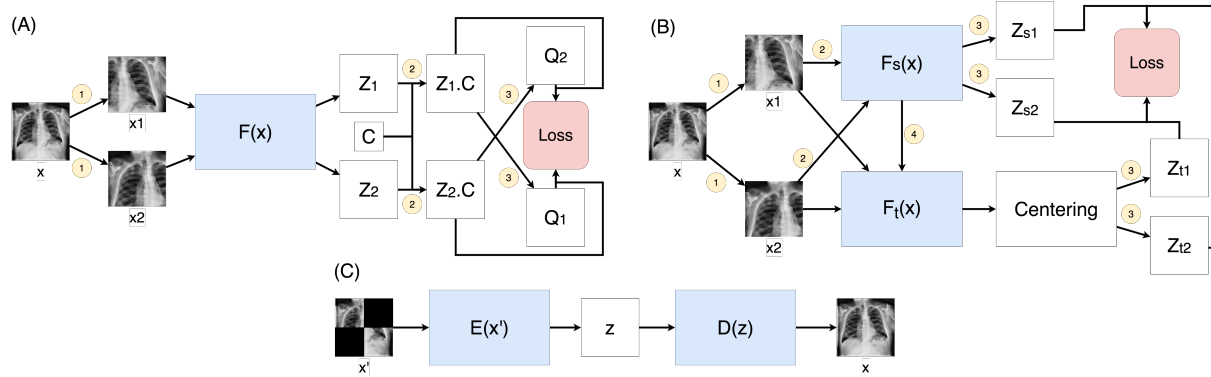 (A)
1
1
x
x1
x2
F(x)
Z1
C
Z2
2
2
Z1.C
Z2.C
3
3
Q2
Loss
Q1
(B)
1
1
x
x1
x2
2
2
Fs(x)
4
Ft(x)
3
3
Zs1
Zs2
Loss
Centering
3
3
Zt1
Zt2
(C)
x'
E(x')
z
D(z)
x